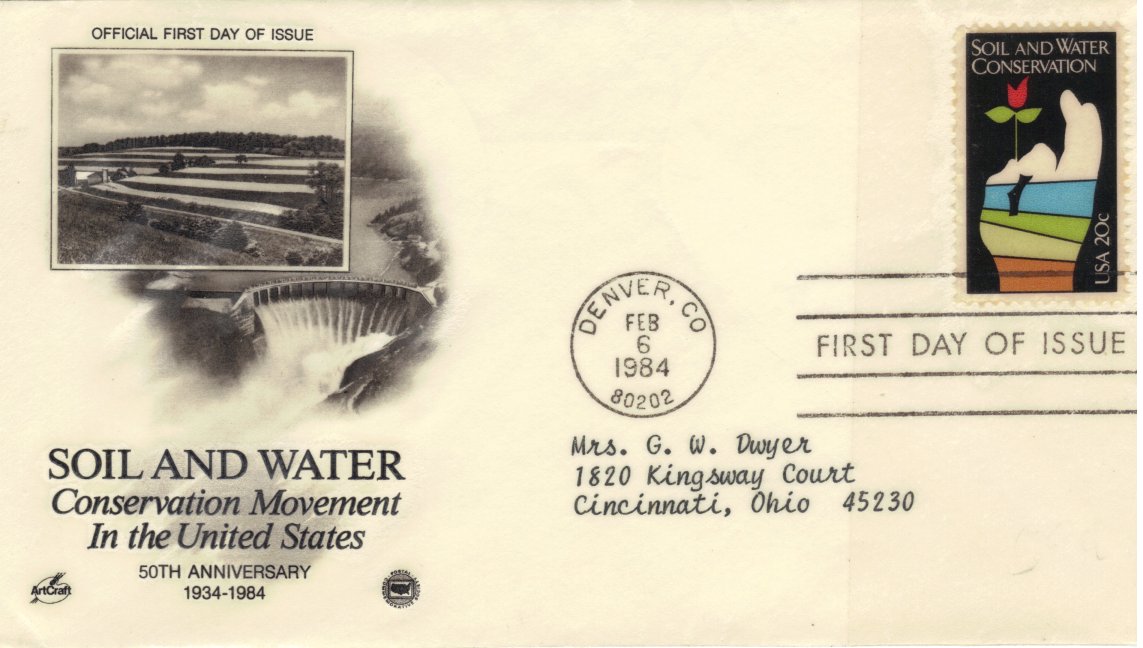 OFFICIAL FIRST DAY OF ISSUE
SOIL AND WATER
CONSERVATION
USA 20c
DENVER, CO
FEB
6
1984
80202
FIRST DAY OF ISSUE
Mrs. G. W. Dwyer
1820 Kingsway Court
Cincinnati, Ohio 45230
SOIL AND WATER
Conservation Movement
In the United States
50TH ANNIVERSARY
1934-1984
ArtCraft